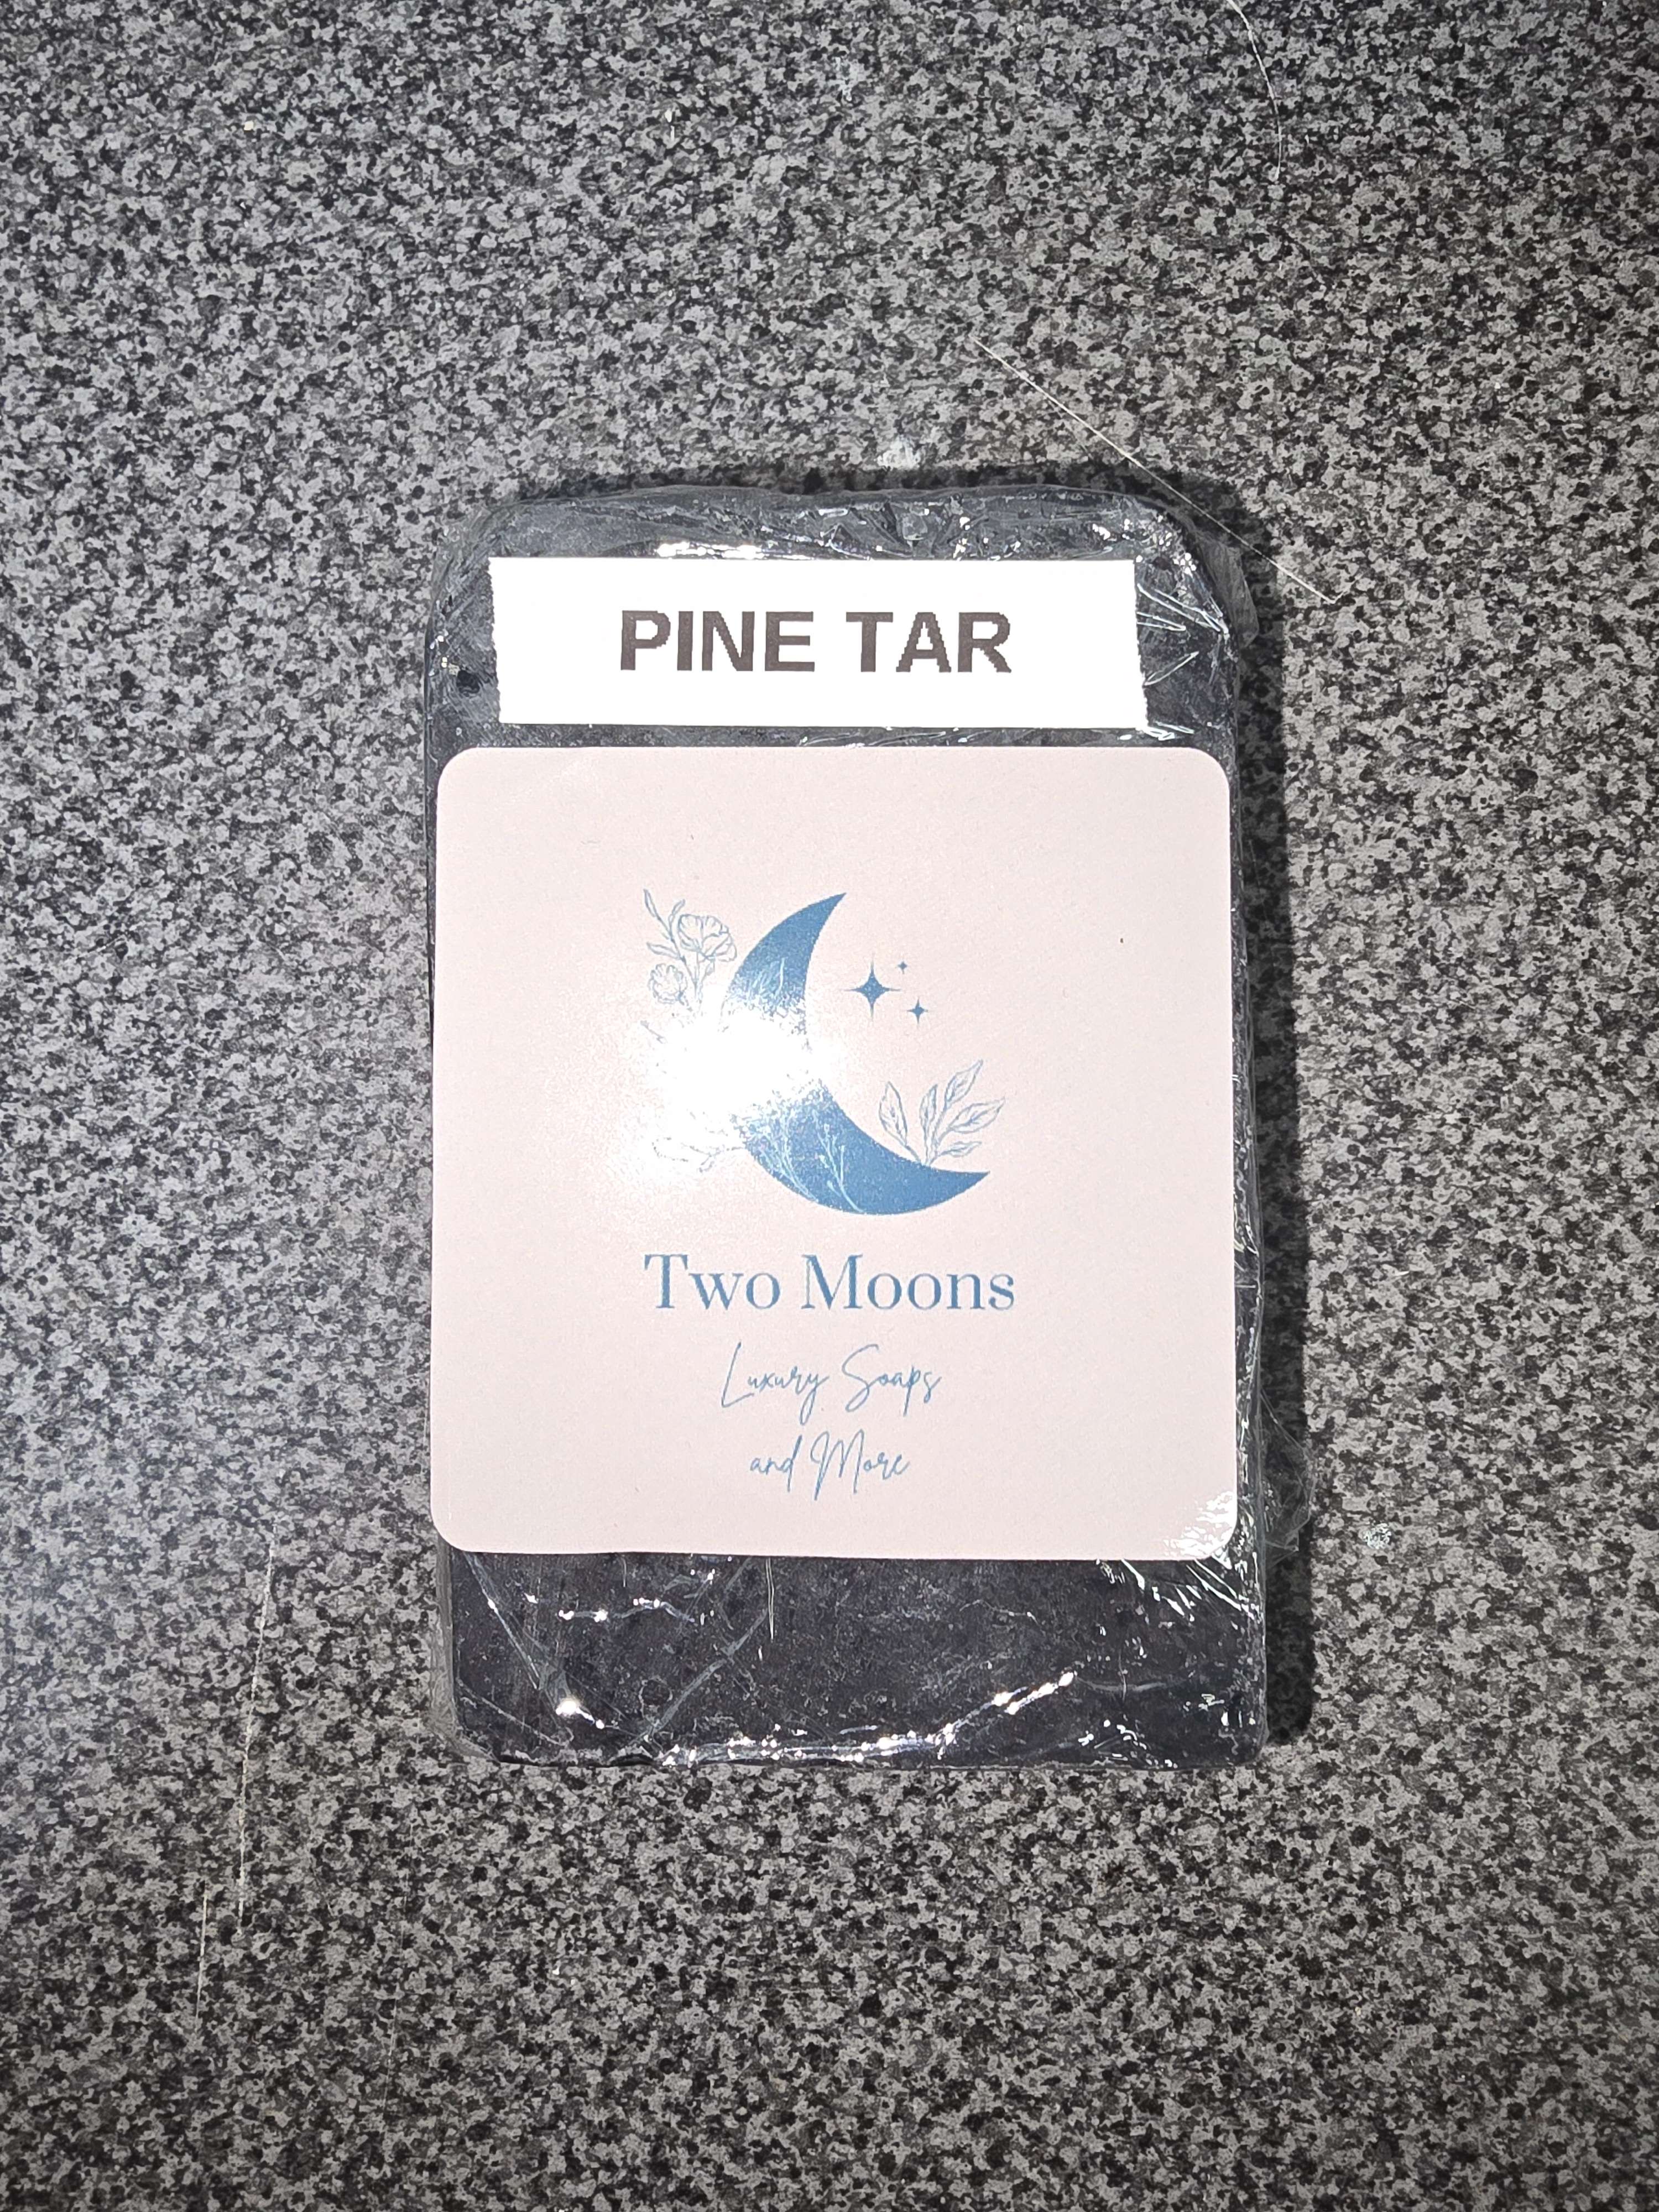 PINE TAR
Two Moons
Luxury Soaps
and More